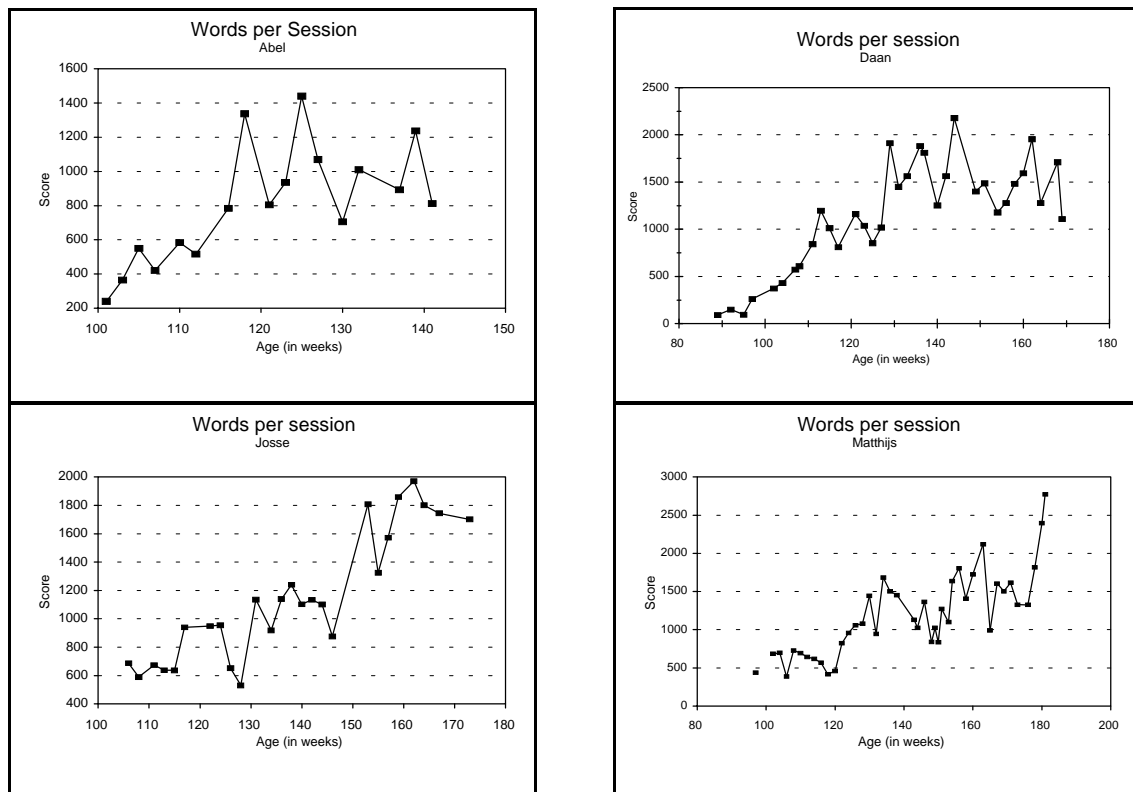 Words per Session
Abel
1600
1400
1200
1000
800
600
400
200
Score
100 110 120 130 140 150
Age (in weeks)
Words per session
Daan
2500
2000
1500
1000
500
0
Score
80 100 120 140 160 180
Age (in weeks)
Words per session
Josse
2000
1800
1600
1400
1200
1000
800
600
400
Score
100 110 120 130 140 150 160 170 180
Age (in weeks)
Words per session
Matthijs
3000
2500
2000
1500
1000
500
0
Score
80 100 120 140 160 180 200
Age (in weeks)